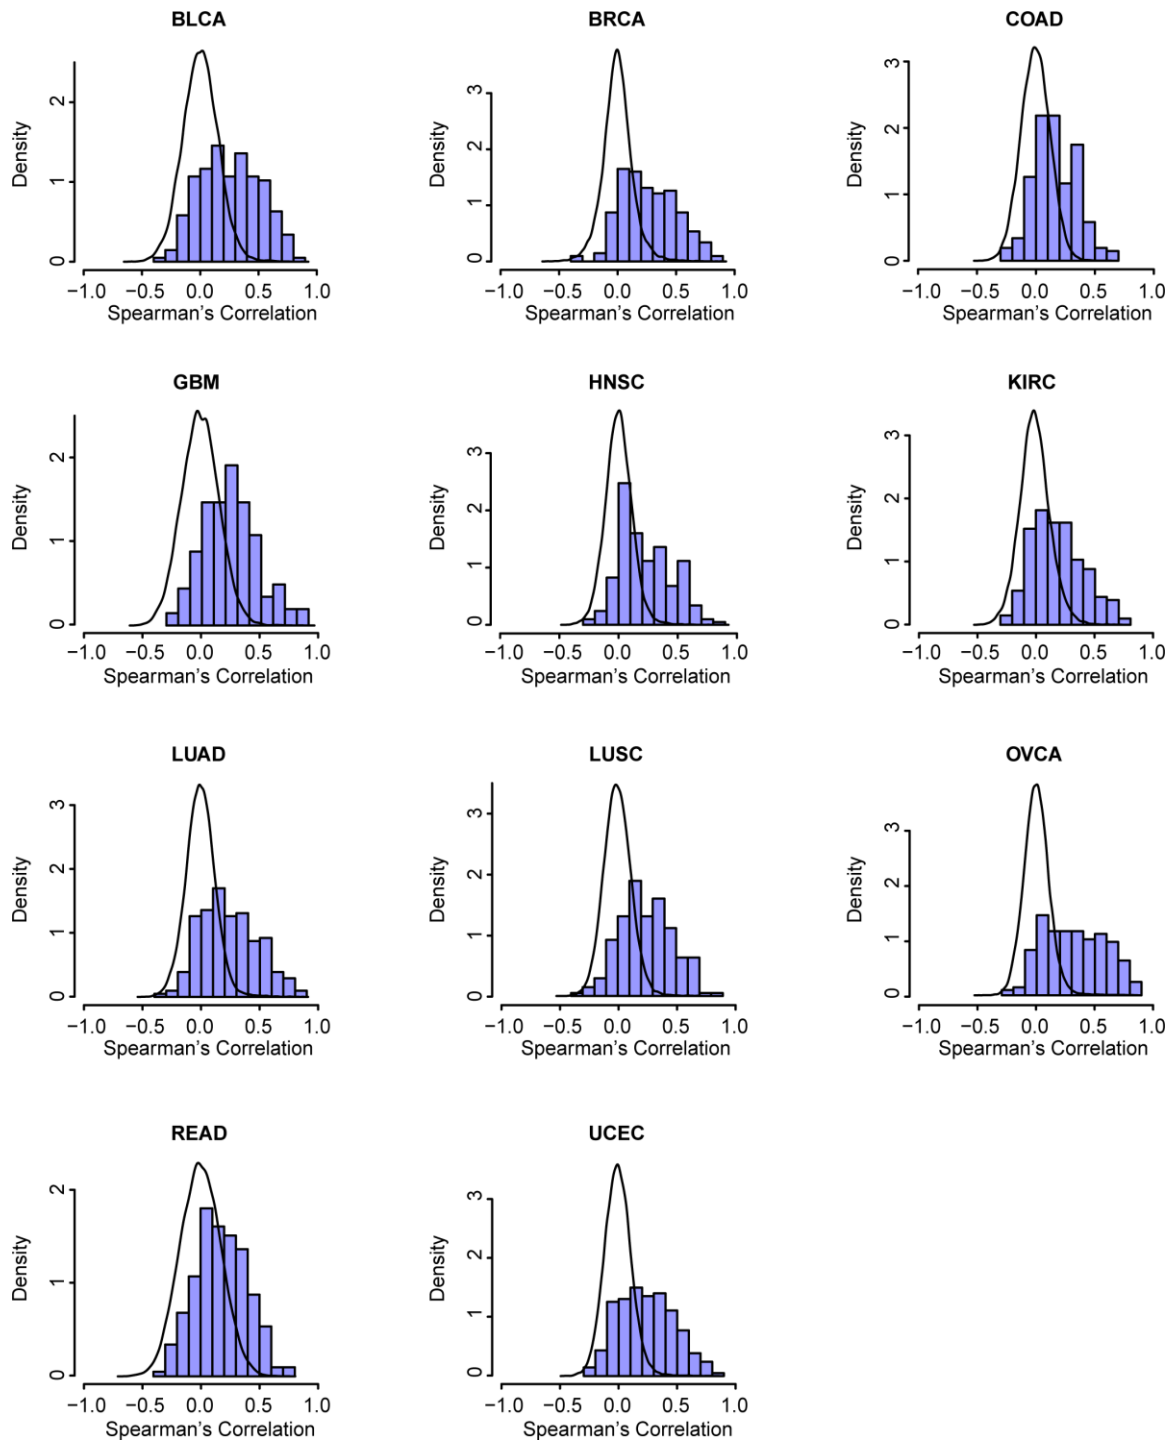 BLCA BRCA COAD
Density 0 1 2 Density 0 1 2 3 Density 0 1 2 3
−1.0 −0.5 0.0 0.5 1.0 −1.0 −0.5 0.0 0.5 1.0 −1.0 −0.5 0.0 0.5 1.0
Spearman’s Correlation Spearman’s Correlation Spearman’s Correlation
GBM HNSC KIRC
Density 0 1 2 Density 0 1 2 3 Density 0 1 2 3
−1.0 −0.5 0.0 0.5 1.0 −1.0 −0.5 0.0 0.5 1.0 −1.0 −0.5 0.0 0.5 1.0
Spearman’s Correlation Spearman’s Correlation Spearman’s Correlation
LUAD LUSC OVCA
Density 0 1 2 3 Density 0 1 2 3 Density 0 1 2 3
−1.0 −0.5 0.0 0.5 1.0 −1.0 −0.5 0.0 0.5 1.0 −1.0 −0.5 0.0 0.5 1.0
Spearman’s Correlation Spearman’s Correlation Spearman’s Correlation
READ UCEC
Density 0 1 2 Density 0 1 2 3
−1.0 −0.5 0.0 0.5 1.0 −1.0 −0.5 0.0 0.5 1.0
Spearman’s Correlation Spearman’s Correlation